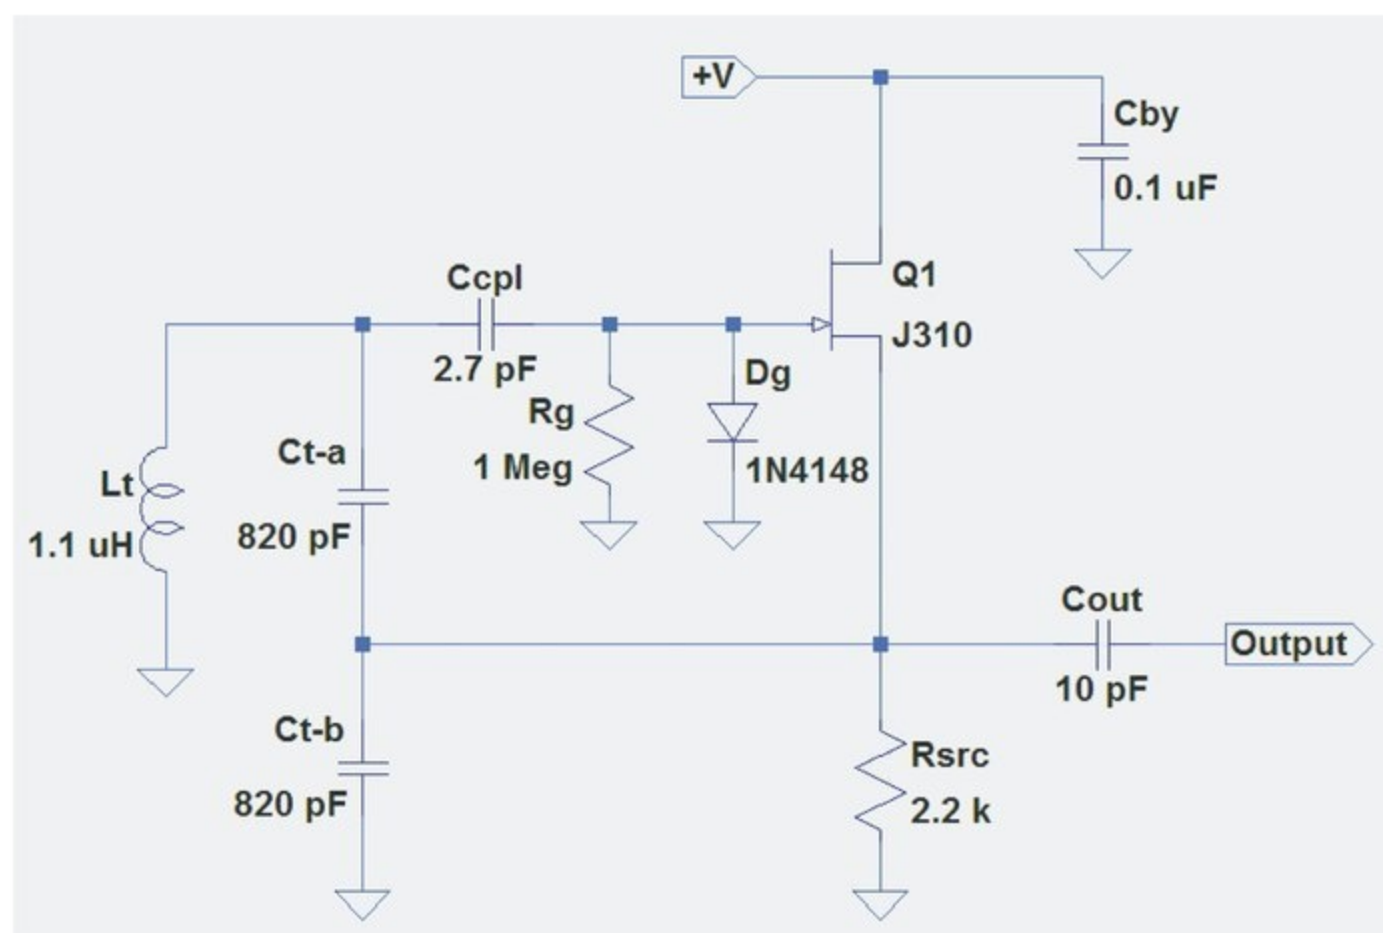 +V
Cby
0.1 uF
Q1
J310
Ccpl
2.7 pF
Dg
1N4148
Rg
1 Meg
Ct-a
820 pF
Lt
1.1 uH
Cout
10 pF
Output
Ct-b
820 pF
Rsrc
2.2 k